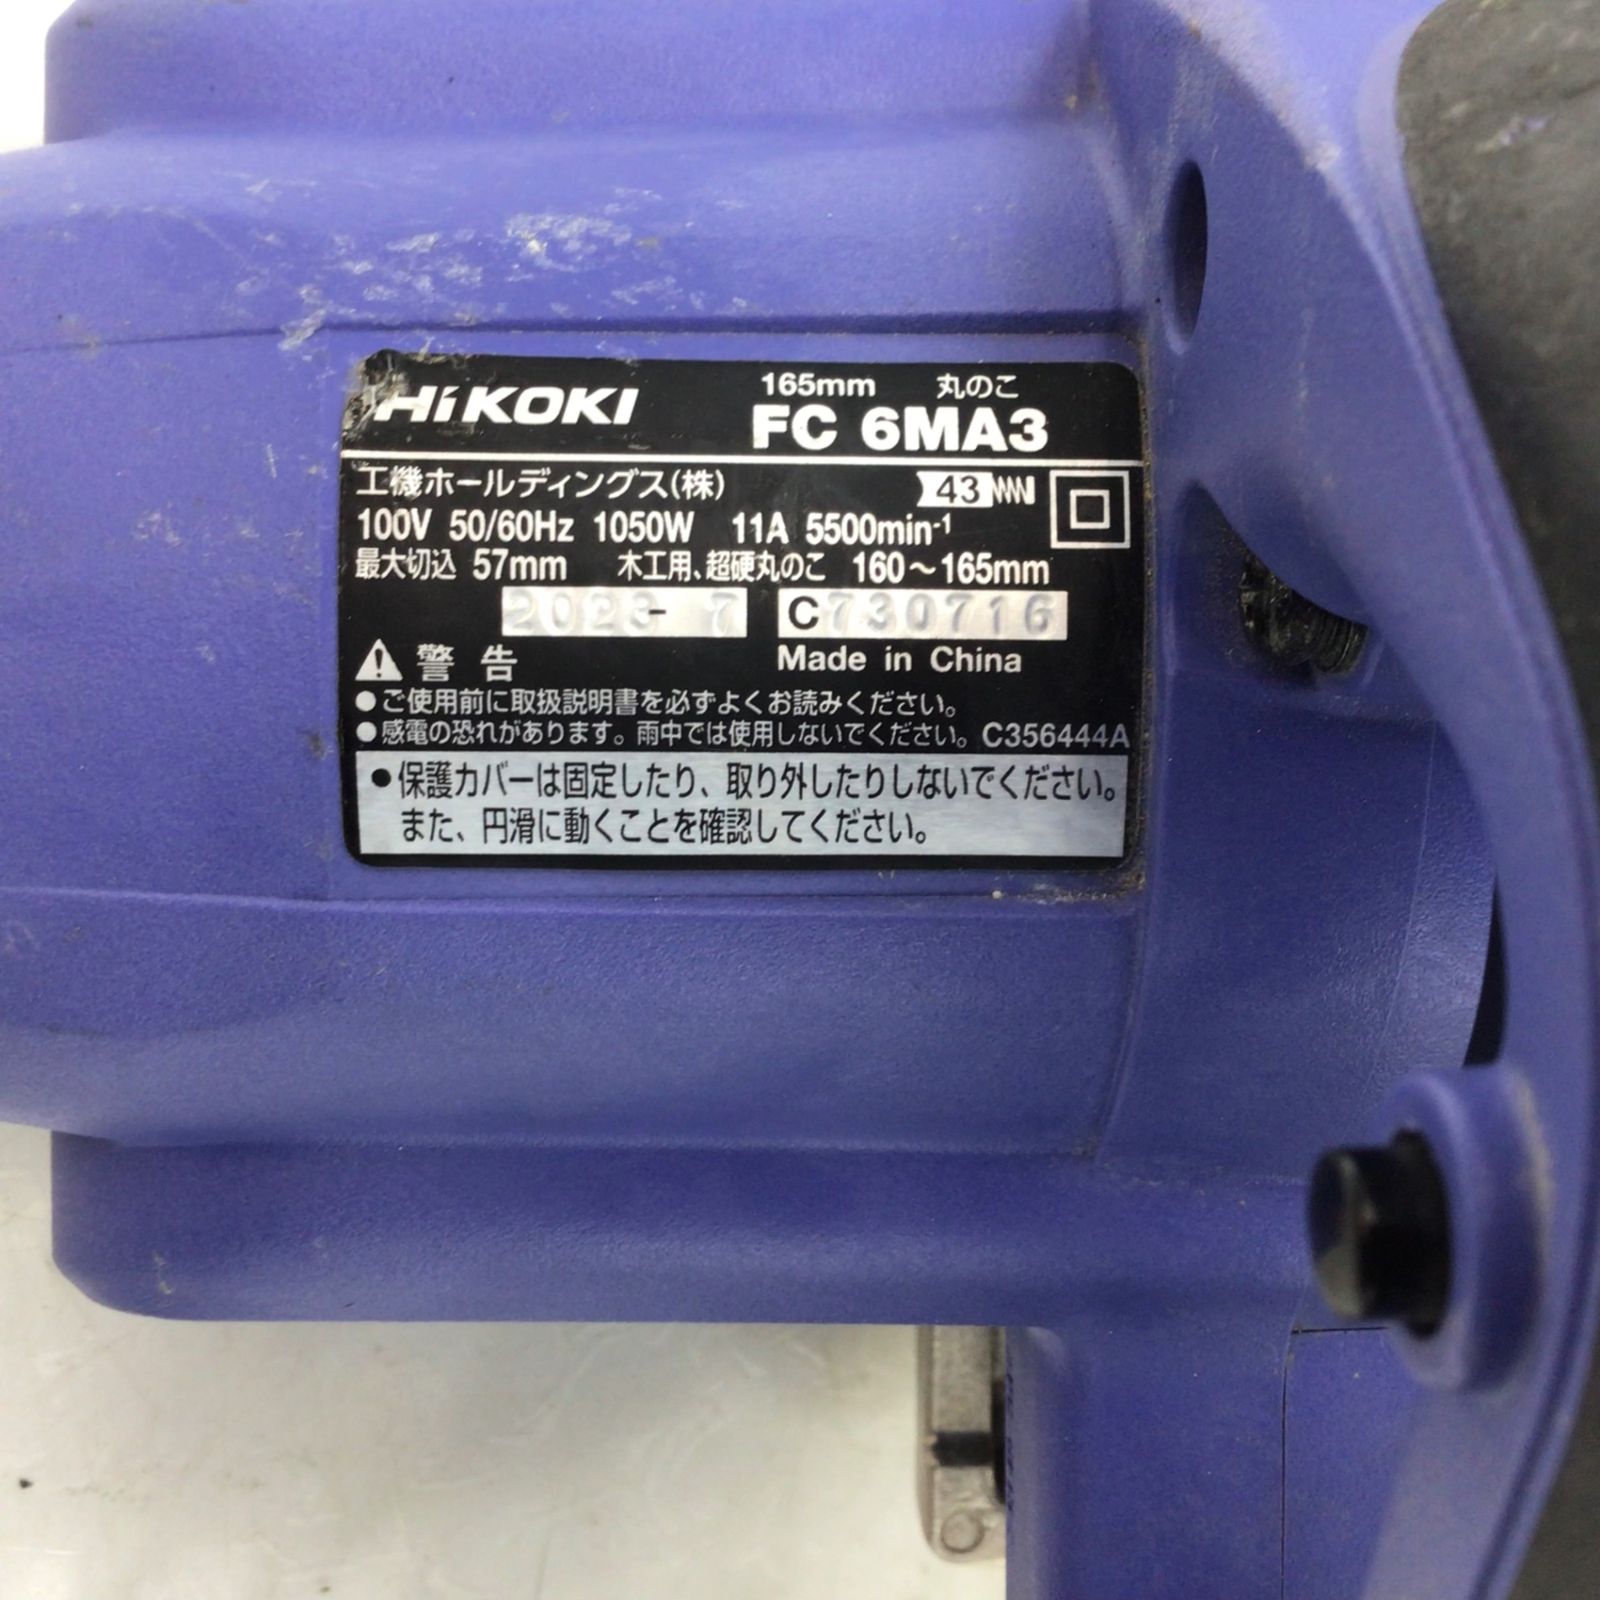 HiKOKI
165mm 丸のこ
FC 6MA3
工機ホールディングス(株) 43
100V 50/60Hz 1050W 11A 5500min-1
最大切込 57mm 木工用、超硬丸のこ 160～165mm
2023- 7 C730716
Made in China
警告
●ご使用前に取扱説明書を必ずよくお読みください。
●感電の恐れがあります。雨中では使用しないでください。C356444A
●保護カバーは固定したり、取り外したりしないでください。
また、円滑に動くことを確認してください。